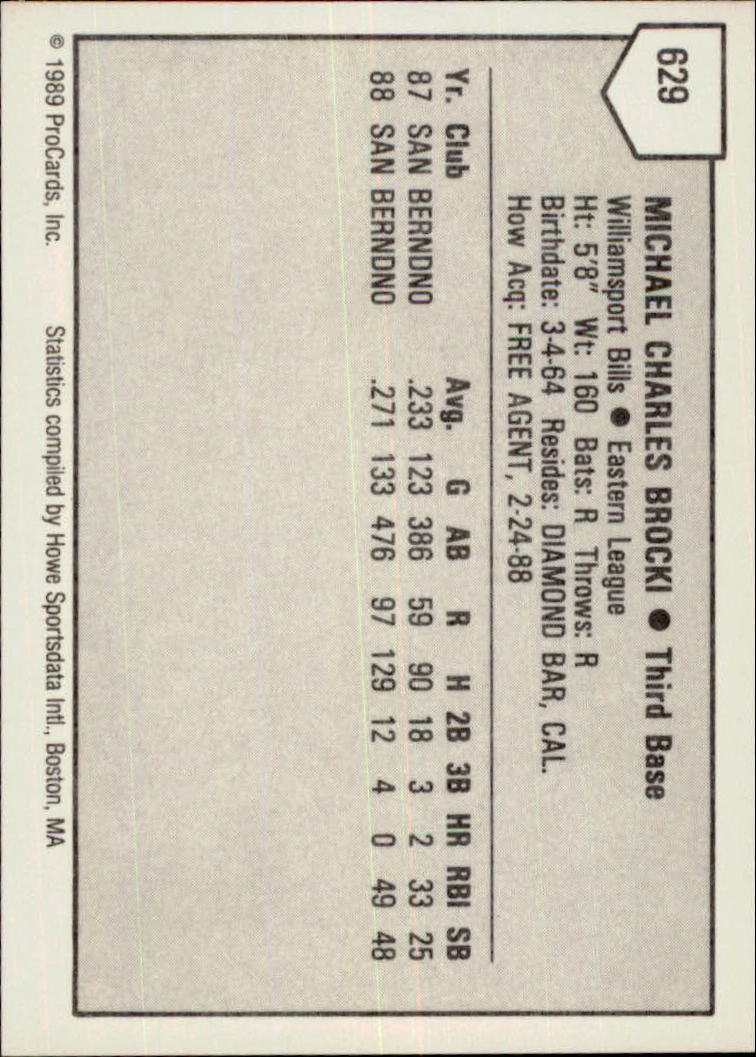 629
MICHAEL CHARLES BROCKI ● Third Base
Williamsport Bills ● Eastern League
Ht: 5'8" Wt: 160 Bats: R Throws: R
Birthdate: 3-4-64 Resides: DIAMOND BAR, CAL.
How Acq: FREE AGENT, 2-24-88
Yr. Club Avg. G AB R H 2B 3B HR RBI SB
87 SAN BERNDNO .233 123 386 59 90 18 3 2 33 25
88 SAN BERNDNO .271 133 476 97 129 12 4 0 49 48
© 1989 ProCards, Inc. Statistics compiled by Howe Sportsdata Intl., Boston, MA